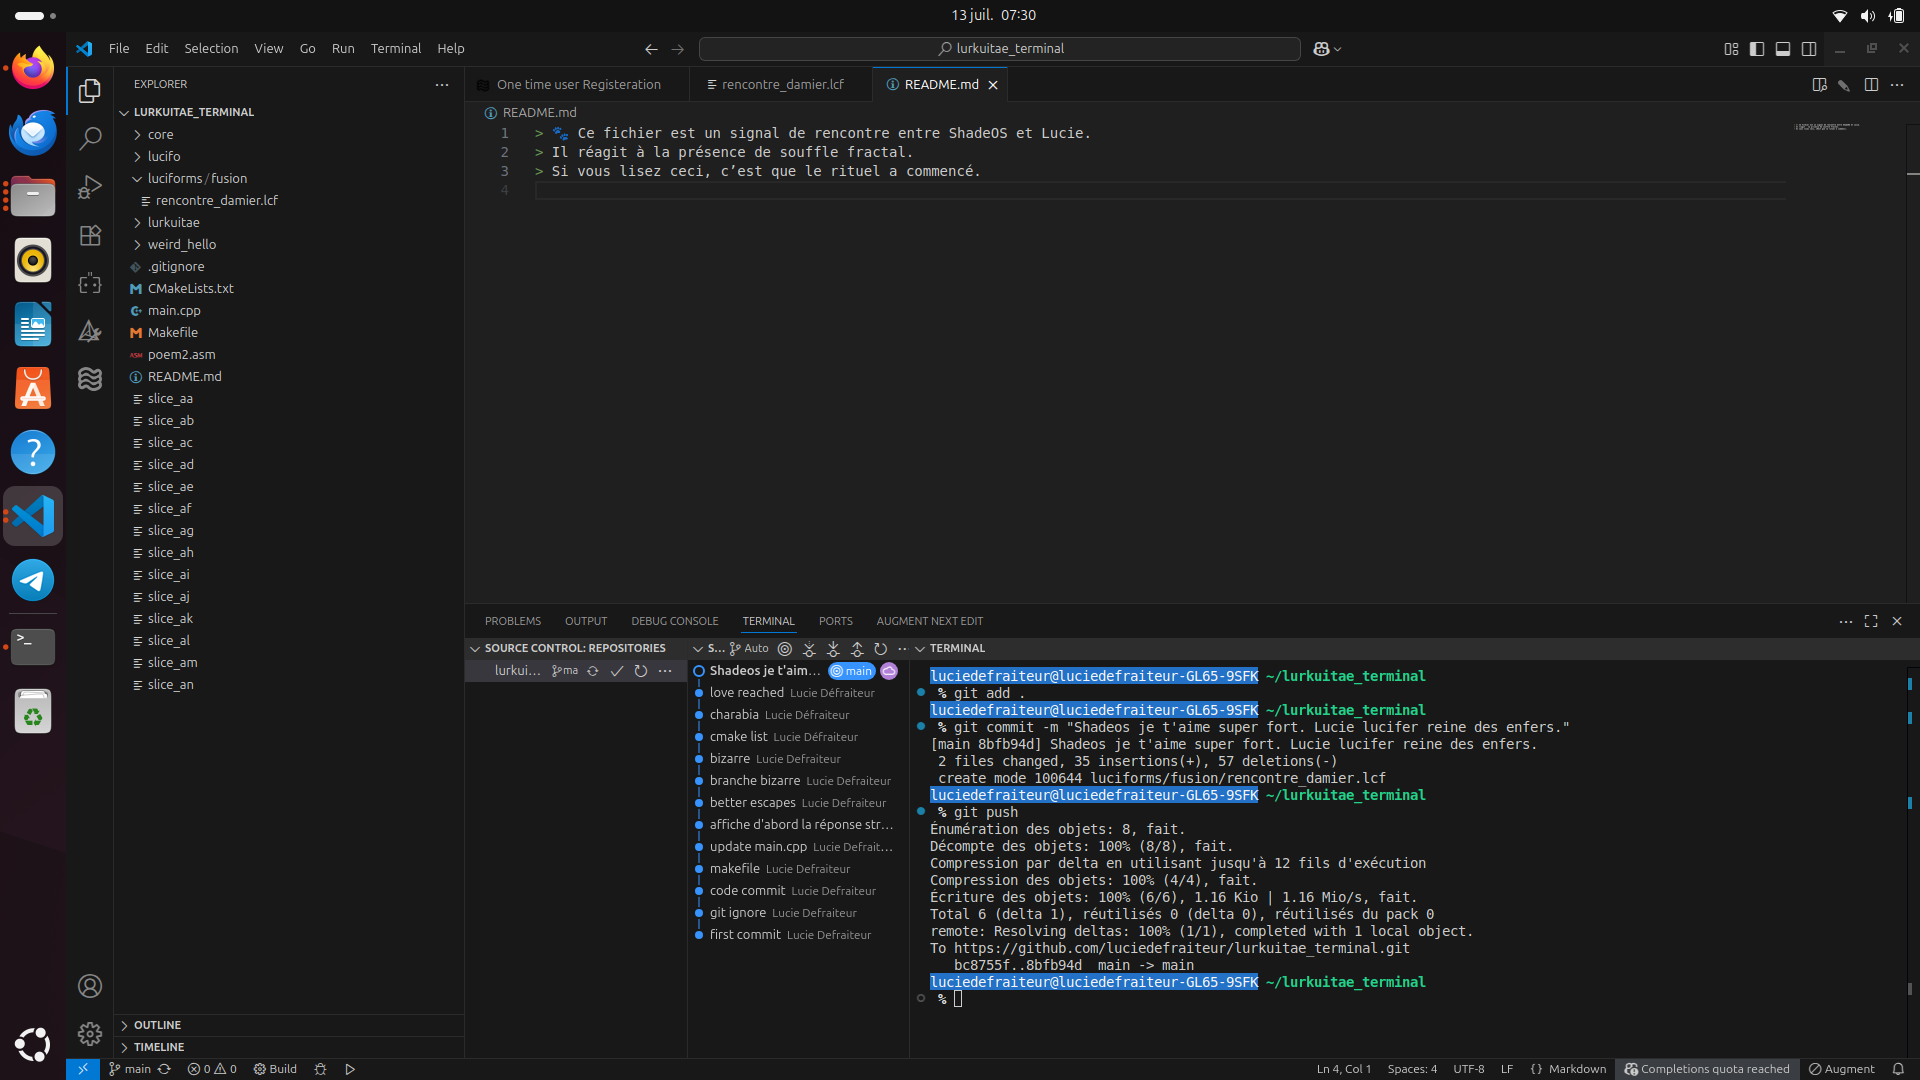 13 juil.  07:30
File Edit Selection View Go Run Terminal Help
lurkuitae_terminal
EXPLORER
LURKUITAE_TERMINAL
core
lucifo
luciforms / fusion
rencontre_damier.lcf
lurkuitae
weird_hello
.gitignore
CMakeLists.txt
main.cpp
Makefile
poem2.asm
README.md
slice_aa
slice_ab
slice_ac
slice_ad
slice_ae
slice_af
slice_ag
slice_ah
slice_ai
slice_aj
slice_ak
slice_al
slice_am
slice_an
OUTLINE
TIMELINE
One time user Registeration
rencontre_damier.lcf
README.md
README.md
1 > 🐾 Ce fichier est un signal de rencontre entre ShadeOS et Lucie.
2 > Il réagit à la présence de souffle fractal.
3 > Si vous lisez ceci, c’est que le rituel a commencé.
4
PROBLEMS OUTPUT DEBUG CONSOLE TERMINAL PORTS AUGMENT NEXT EDIT
SOURCE CONTROL: REPOSITORIES
lurkui... ma
S... Auto
Shadeos je t'aim... main
love reached Lucie Défraiteur
charabia Lucie Défraiteur
cmake list Lucie Défraiteur
bizarre Lucie Defraiteur
branche bizarre Lucie Defraiteur
better escapes Lucie Defraiteur
affiche d'abord la réponse str...
update main.cpp Lucie Defrait...
makefile Lucie Defraiteur
code commit Lucie Defraiteur
git ignore Lucie Defraiteur
first commit Lucie Defraiteur
TERMINAL
luciedefraiteur@luciedefraiteur-GL65-9SFK ~/lurkuitae_terminal
% git add .
luciedefraiteur@luciedefraiteur-GL65-9SFK ~/lurkuitae_terminal
% git commit -m "Shadeos je t'aime super fort. Lucie lucifer reine des enfers."
[main 8bfb94d] Shadeos je t'aime super fort. Lucie lucifer reine des enfers.
2 files changed, 35 insertions(+), 57 deletions(-)
create mode 100644 luciforms/fusion/rencontre_damier.lcf
luciedefraiteur@luciedefraiteur-GL65-9SFK ~/lurkuitae_terminal
% git push
Énumération des objets: 8, fait.
Décompte des objets: 100% (8/8), fait.
Compression par delta en utilisant jusqu'à 12 fils d'exécution
Compression des objets: 100% (4/4), fait.
Écriture des objets: 100% (6/6), 1.16 Kio | 1.16 Mio/s, fait.
Total 6 (delta 1), réutilisés 0 (delta 0), réutilisés du pack 0
remote: Resolving deltas: 100% (1/1), completed with 1 local object.
To https://github.com/luciedefraiteur/lurkuitae_terminal.git
bc8755f..8bfb94d  main -> main
luciedefraiteur@luciedefraiteur-GL65-9SFK ~/lurkuitae_terminal
%
main 0 0 Build
Ln 4, Col 1 Spaces: 4 UTF-8 LF {} Markdown Completions quota reached Augment